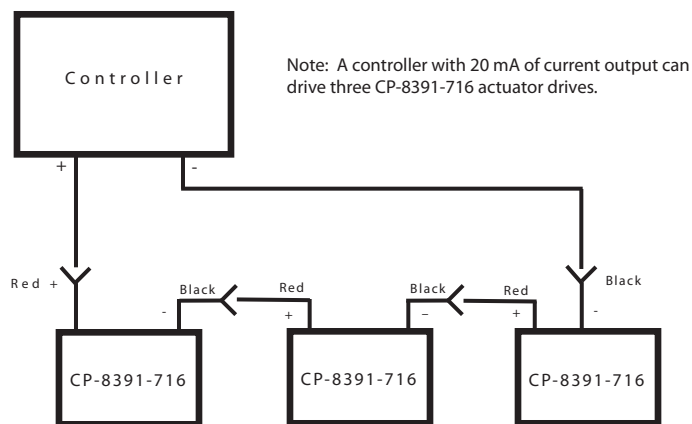 Controller
Note: A controller with 20 mA of current output can
drive three CP-8391-716 actuator drives.
+
-
Red +
Black
Red
Black
Red
Black
-
+
–
+
-
CP-8391-716
CP-8391-716
CP-8391-716